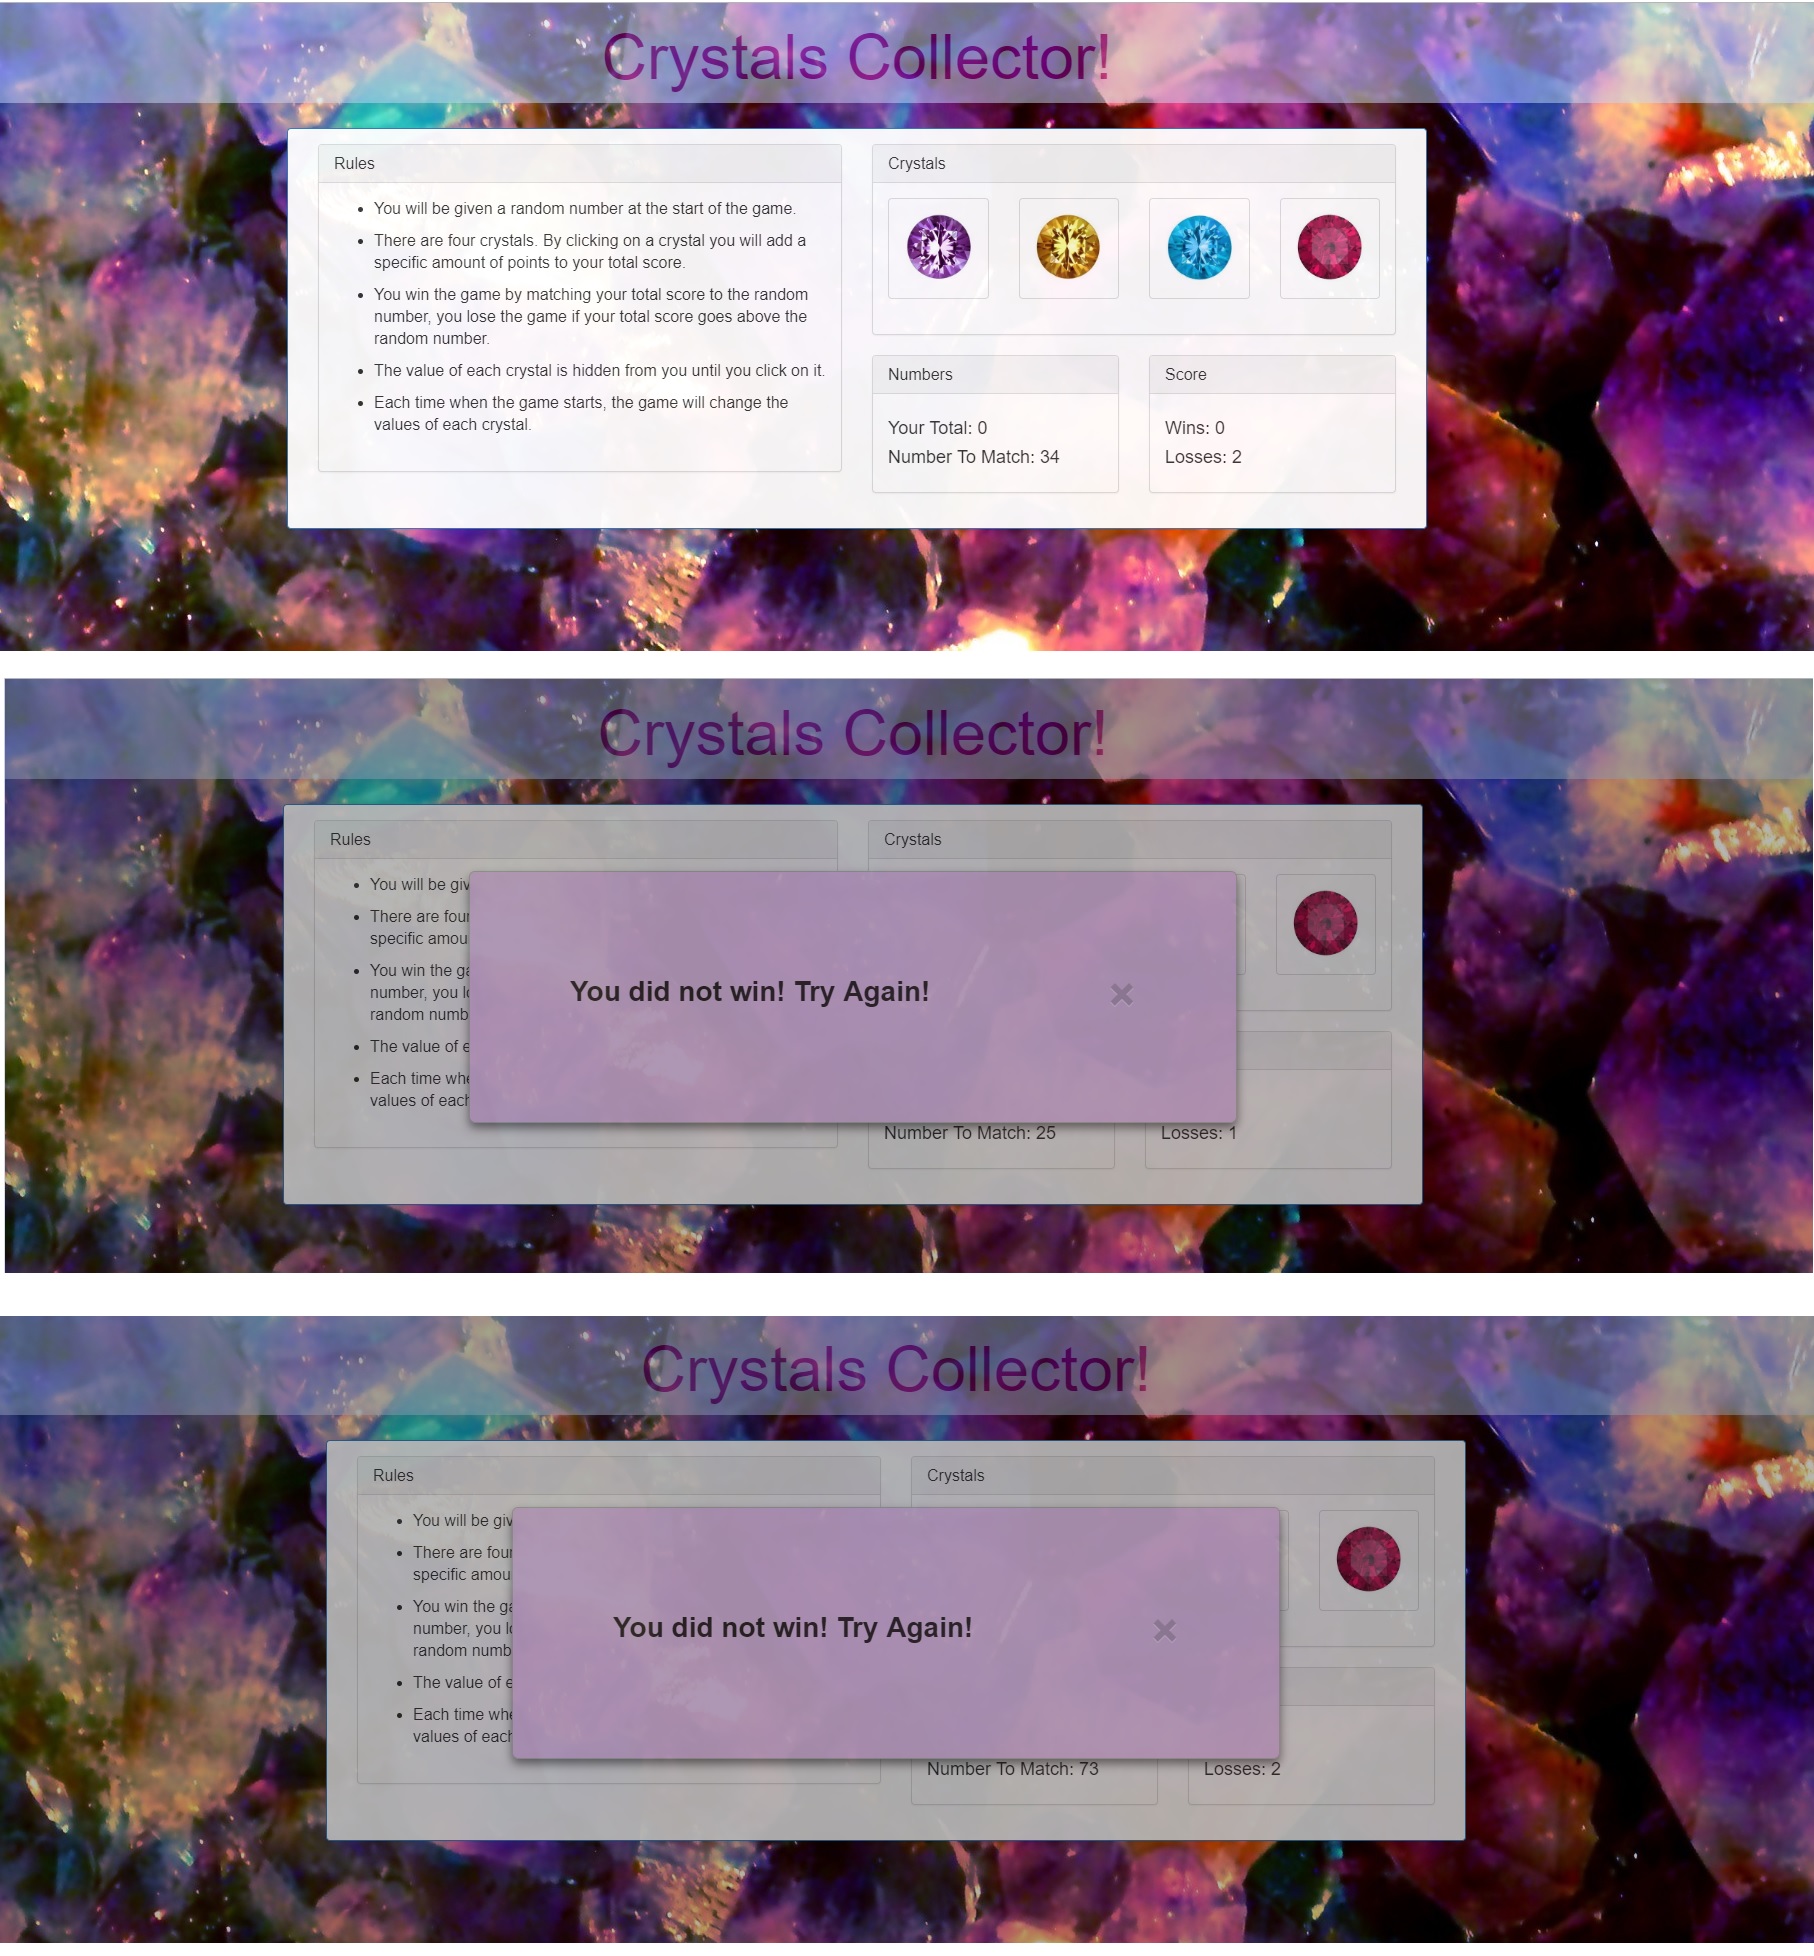 Crystals Collector!
Rules
You will be given a random number at the start of the game.
There are four crystals. By clicking on a crystal you will add a
specific amount of points to your total score.
You win the game by matching your total score to the random
number, you lose the game if your total score goes above the
random number.
The value of each crystal is hidden from you until you click on it.
Each time when the game starts, the game will change the
values of each crystal.
Crystals
Numbers
Your Total: 0
Number To Match: 34
Score
Wins: 0
Losses: 2
Crystals Collector!
Rules
You will be giv
There are four
specific amou
You win the ga
number, you lo
random numb
The value of e
Each time whe
values of each
Crystals
You did not win! Try Again!
×
Number To Match: 25
Losses: 1
Crystals Collector!
Rules
You will be giv
There are four
specific amou
You win the ga
number, you lo
random numb
The value of e
Each time whe
values of each
Crystals
You did not win! Try Again!
×
Number To Match: 73
Losses: 2